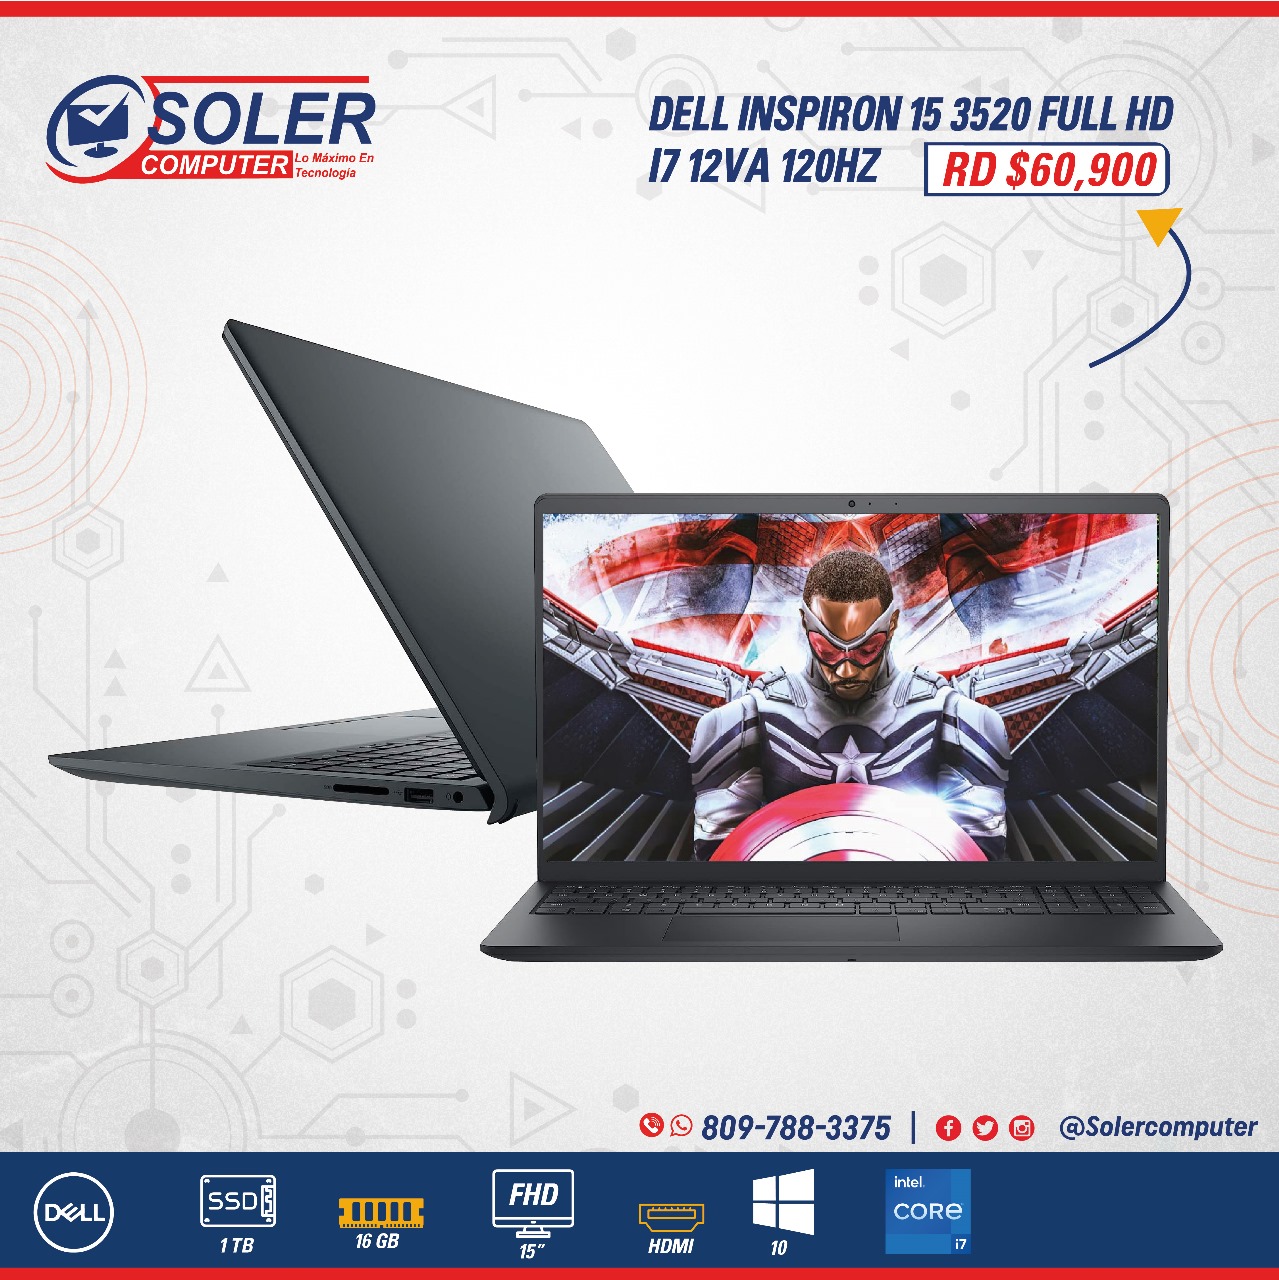 SOLER
COMPUTER
Lo Máximo En
Tecnología
DELL INSPIRON 15 3520 FULL HD
I7 12VA 120HZ
RD $60,900
809-788-3375 | @Solercomputer
DELL
SSD
1 TB
16 GB
FHD
15”
HDMI
10
intel.
CORE
i7